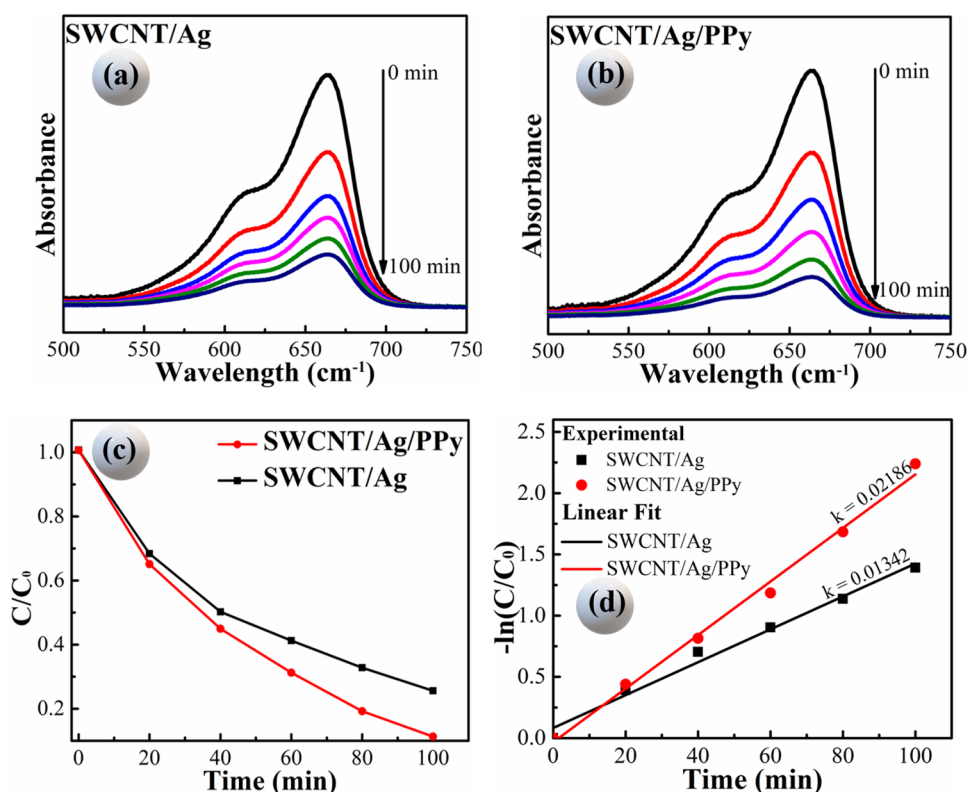 SWCNT/Ag
(a)
0 min
100 min
Absorbance
500 550 600 650 700 750
Wavelength (cm⁻¹)
SWCNT/Ag/PPy
(b)
0 min
100 min
Absorbance
500 550 600 650 700 750
Wavelength (cm⁻¹)
(c)
SWCNT/Ag/PPy
SWCNT/Ag
1.0
0.8
0.6
0.4
0.2
C/C₀
0 20 40 60 80 100
Time (min)
2.5
2.0
1.5
1.0
0.5
0.0
-ln(C/C₀)
Experimental
SWCNT/Ag
SWCNT/Ag/PPy
Linear Fit
SWCNT/Ag
SWCNT/Ag/PPy
k = 0.02186
k = 0.01342
(d)
0 20 40 60 80 100
Time (min)